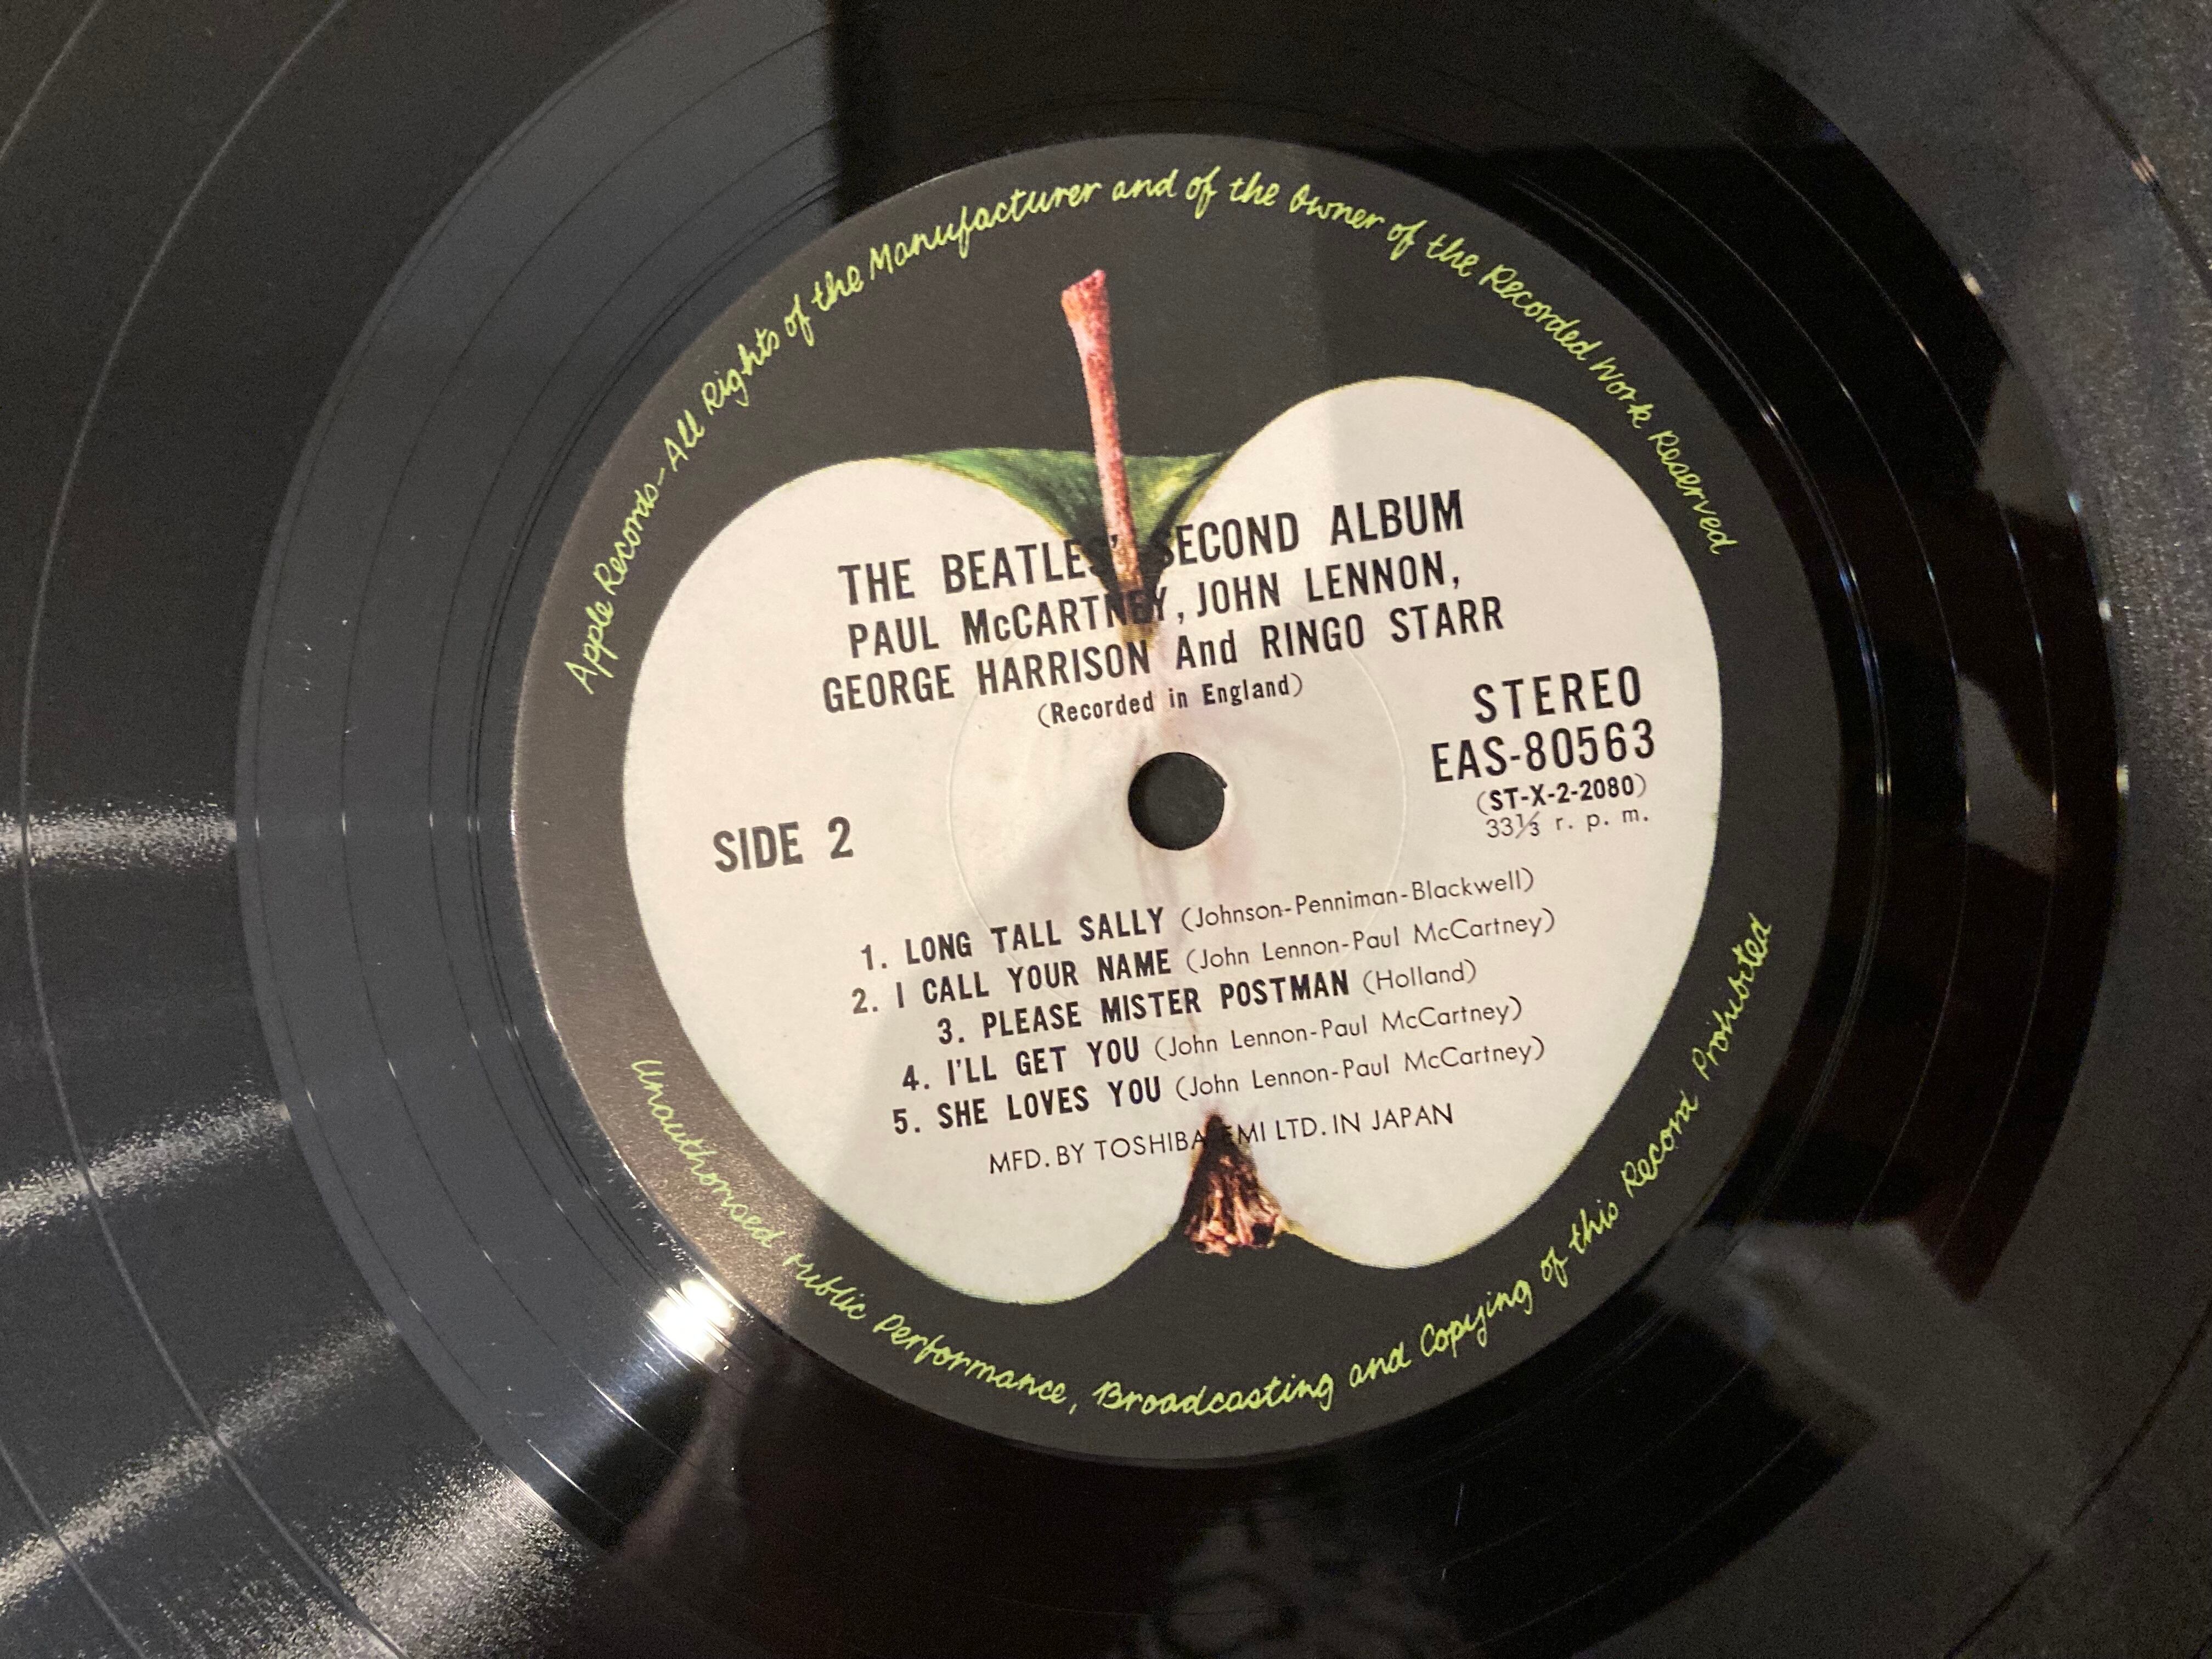 Apple Records—All Rights of the Manufacturer and of the Owner of the Recorded Work Reserved
THE BEATLES' SECOND ALBUM
PAUL McCARTNEY, JOHN LENNON,
GEORGE HARRISON And RINGO STARR
(Recorded in England)
STEREO
EAS-80563
(ST-X-2-2080)
33⅓ r. p. m.
SIDE 2
1. LONG TALL SALLY (Johnson-Penniman-Blackwell)
2. I CALL YOUR NAME (John Lennon-Paul McCartney)
3. PLEASE MISTER POSTMAN (Holland)
4. I'LL GET YOU (John Lennon-Paul McCartney)
5. SHE LOVES YOU (John Lennon-Paul McCartney)
MFD. BY TOSHIBA EMI LTD. IN JAPAN
Unauthorised Public Performance, Broadcasting and Copying of this Record Prohibited